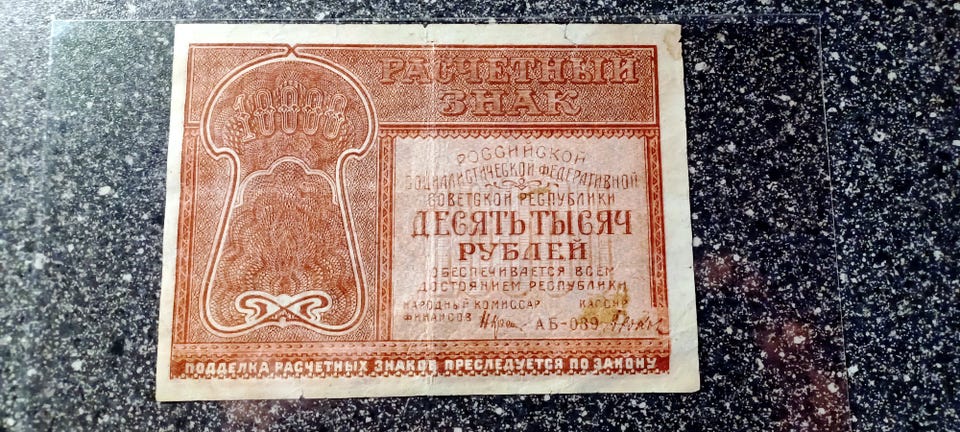 10000
РАСЧЕТНЫЙ
ЗНАК
РОССИЙСКОЙ
СОЦИАЛИСТИЧЕСКОЙ ФЕДЕРАТИВНОЙ
СОВЕТСКОЙ РЕСПУБЛИКИ
ДЕСЯТЬ ТЫСЯЧ
РУБЛЕЙ
ОБЕСПЕЧИВАЕТСЯ ВСЕМ
ДОСТОЯНИЕМ РЕСПУБЛИКИ
НАРОДНЫЙ КОМИССАР КАССИР
ФИНАНСОВ АБ-039
ПОДДЕЛКА РАСЧЕТНЫХ ЗНАКОВ ПРЕСЛЕДУЕТСЯ ПО ЗАКОНУ